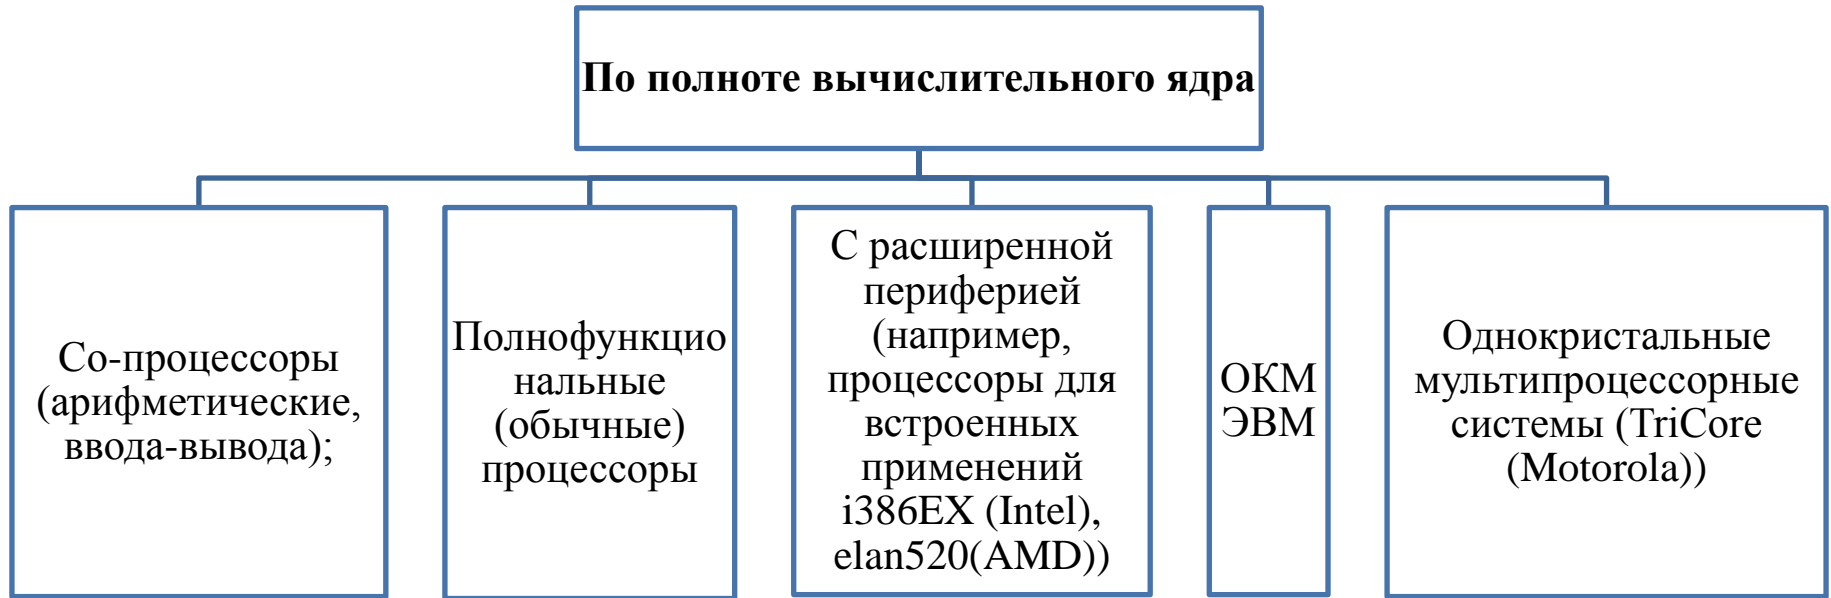 По полноте вычислительного ядра
Со-процессоры
(арифметические,
ввода-вывода);
Полнофункцио
нальные
(обычные)
процессоры
С расширенной
периферией
(например,
процессоры для
встроенных
применений
i386EX (Intel),
elan520(AMD))
ОКМ
ЭВМ
Однокристальные
мультипроцессорные
системы (TriCore
(Motorola))